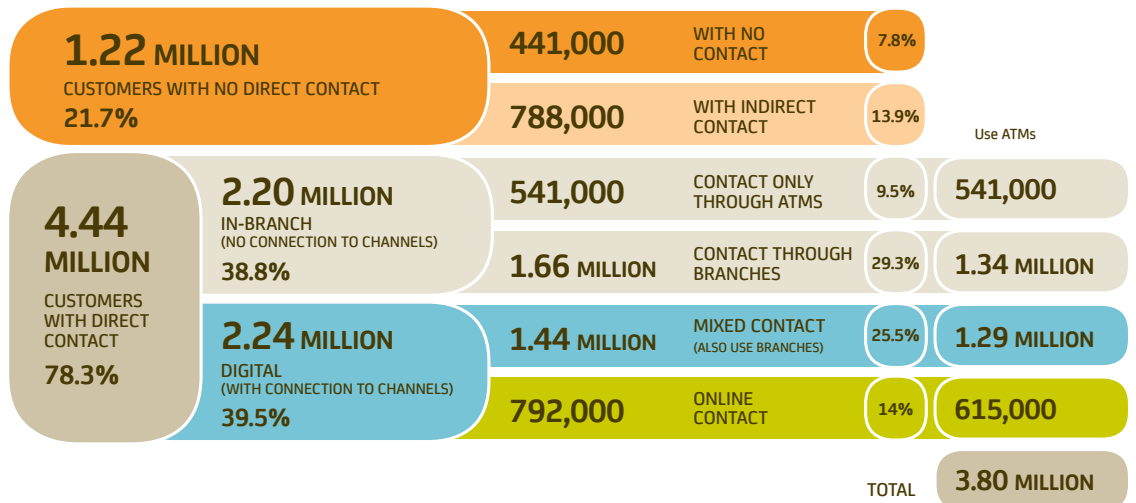 1.22 MILLION
CUSTOMERS WITH NO DIRECT CONTACT
21.7%
441,000
WITH NO
CONTACT
7.8%
788,000
WITH INDIRECT
CONTACT
13.9%
Use ATMs
4.44
MILLION
CUSTOMERS
WITH DIRECT
CONTACT
78.3%
2.20 MILLION
IN-BRANCH
(NO CONNECTION TO CHANNELS)
38.8%
541,000
CONTACT ONLY
THROUGH ATMS
9.5%
541,000
1.66 MILLION
CONTACT THROUGH
BRANCHES
29.3%
1.34 MILLION
2.24 MILLION
DIGITAL
(WITH CONNECTION TO CHANNELS)
39.5%
1.44 MILLION
MIXED CONTACT
(ALSO USE BRANCHES)
25.5%
1.29 MILLION
792,000
ONLINE
CONTACT
14%
615,000
TOTAL
3.80 MILLION